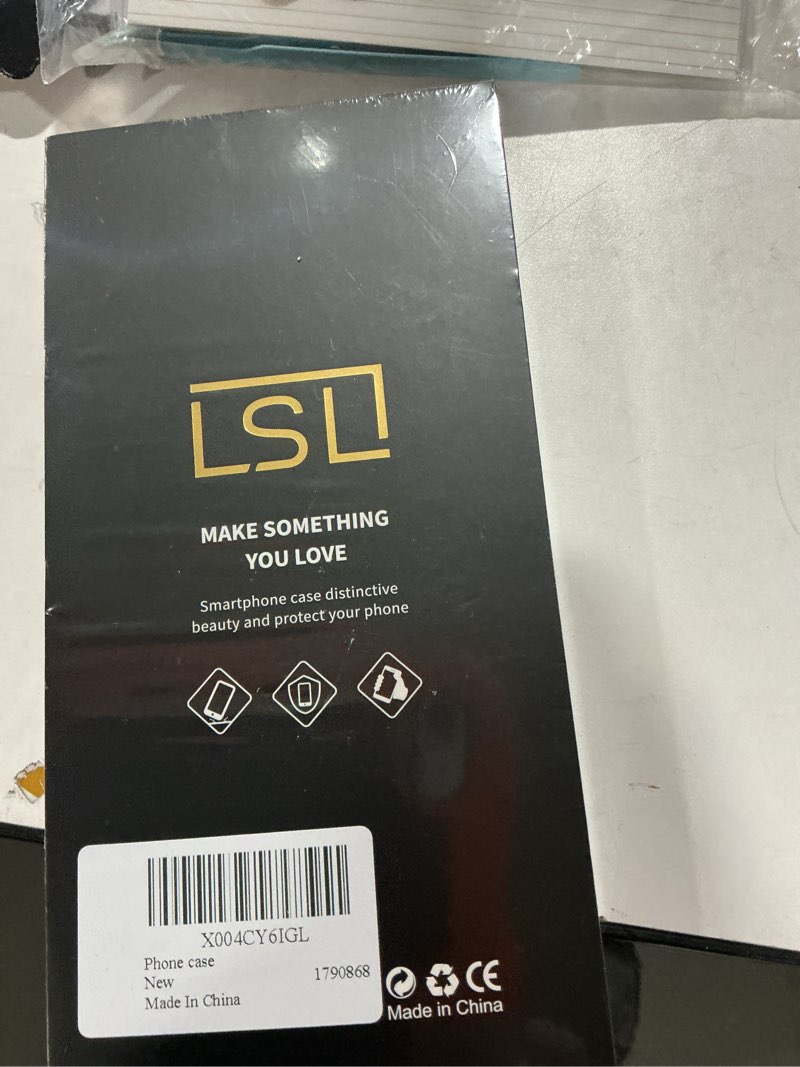 LSL
MAKE SOMETHING
YOU LOVE
Smartphone case distinctive
beauty and protect your phone
X004CY6IGL
Phone case
New
1790868
Made In China
CE
Made in China